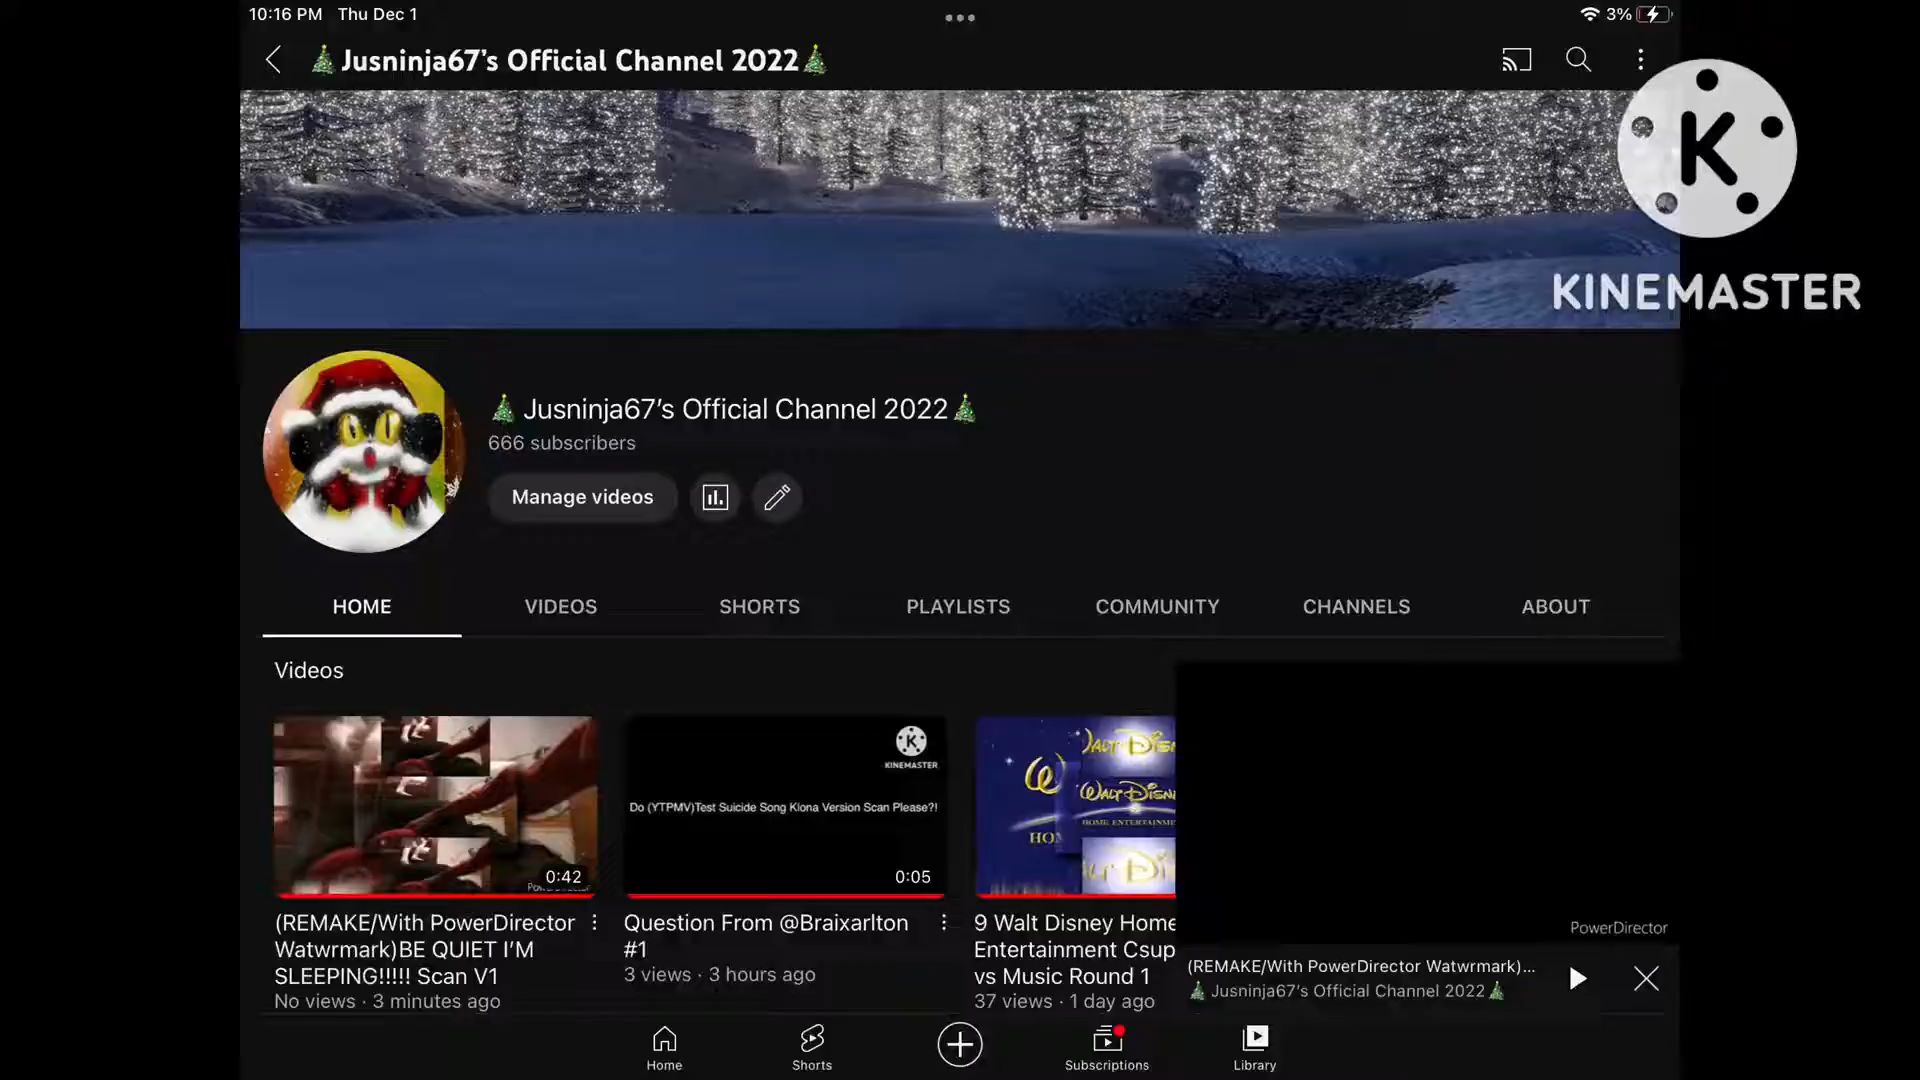 10:16 PM Thu Dec 1
3%
🎄Jusninja67's Official Channel 2022🎄
K
KINEMASTER
🎄Jusninja67's Official Channel 2022🎄
666 subscribers
Manage videos
HOME VIDEOS SHORTS PLAYLISTS COMMUNITY CHANNELS ABOUT
Videos
K
KINEMASTER
Do (YTPMV)Test Suicide Song Klona Version Scan Please?!
0:42
0:05
(REMAKE/With PowerDirector
Watwrmark)BE QUIET I'M
SLEEPING!!!!! Scan V1
No views · 3 minutes ago
Question From @Braixarlton
#1
3 views · 3 hours ago
9 Walt Disney Home
Entertainment Csup
vs Music Round 1
37 views · 1 day ago
PowerDirector
(REMAKE/With PowerDirector Watwrmark)...
🎄Jusninja67's Official Channel 2022🎄
Home
Shorts
Subscriptions
Library